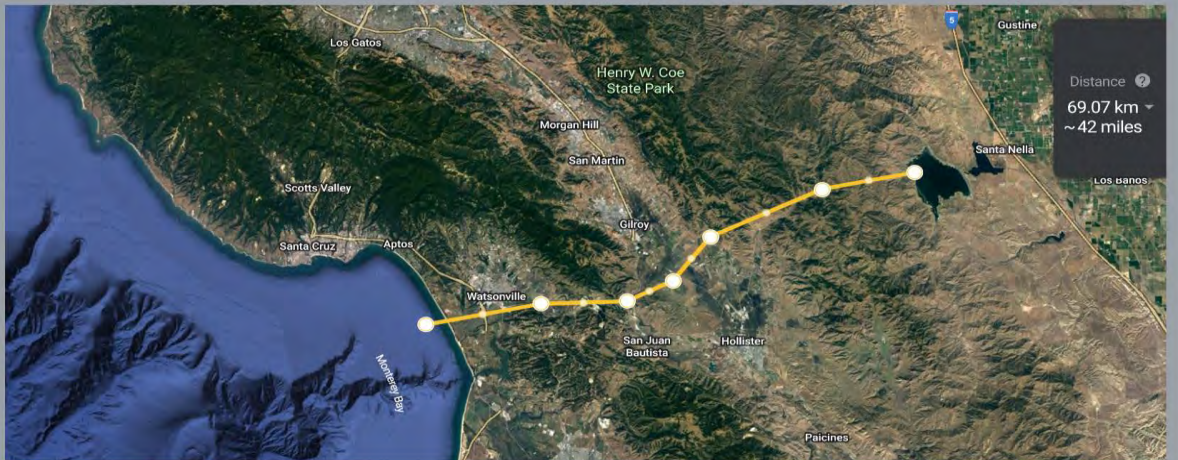 5
Gustine
Los Gatos
Henry W. Coe
State Park
Distance ?
69.07 km
~ 42 miles
Morgan Hill
Santa Nella
San Martin
Los Banos
Scotts Valley
Gilroy
Santa Cruz
Aptos
Watsonville
San Juan
Bautista
Hollister
Monterey Bay
Paicines